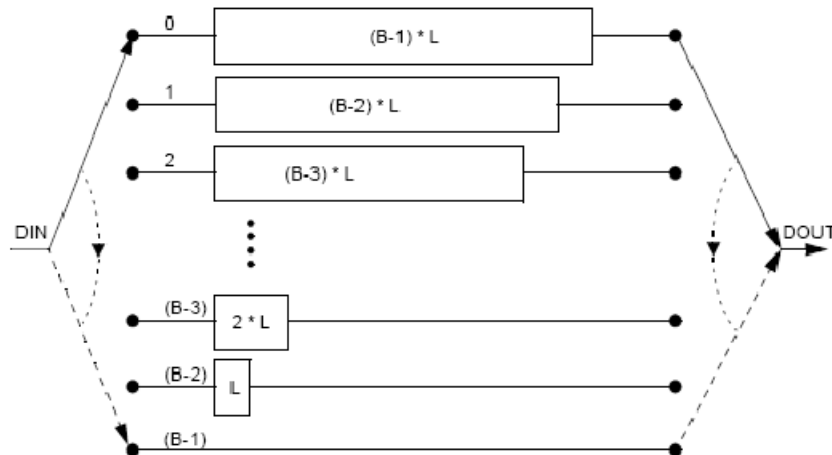 0
(B-1) * L
1
(B-2) * L
2
(B-3) * L
DIN
DOUT
(B-3)
2 * L
(B-2)
L
(B-1)